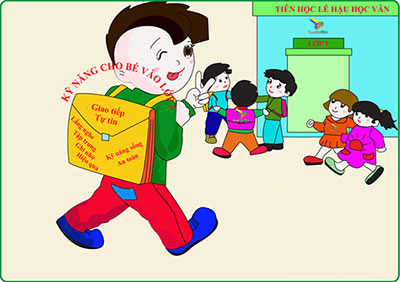 TIÊN HỌC LỄ HẬU HỌC VĂN
LỚP 1
KỸ NĂNG CHO BÉ VÀO LỚP
Giao tiếp
Tự tin
Lắng nghe
Tập trung
Ghi nhớ
Hiệu quả
Kỹ năng sống
An toàn